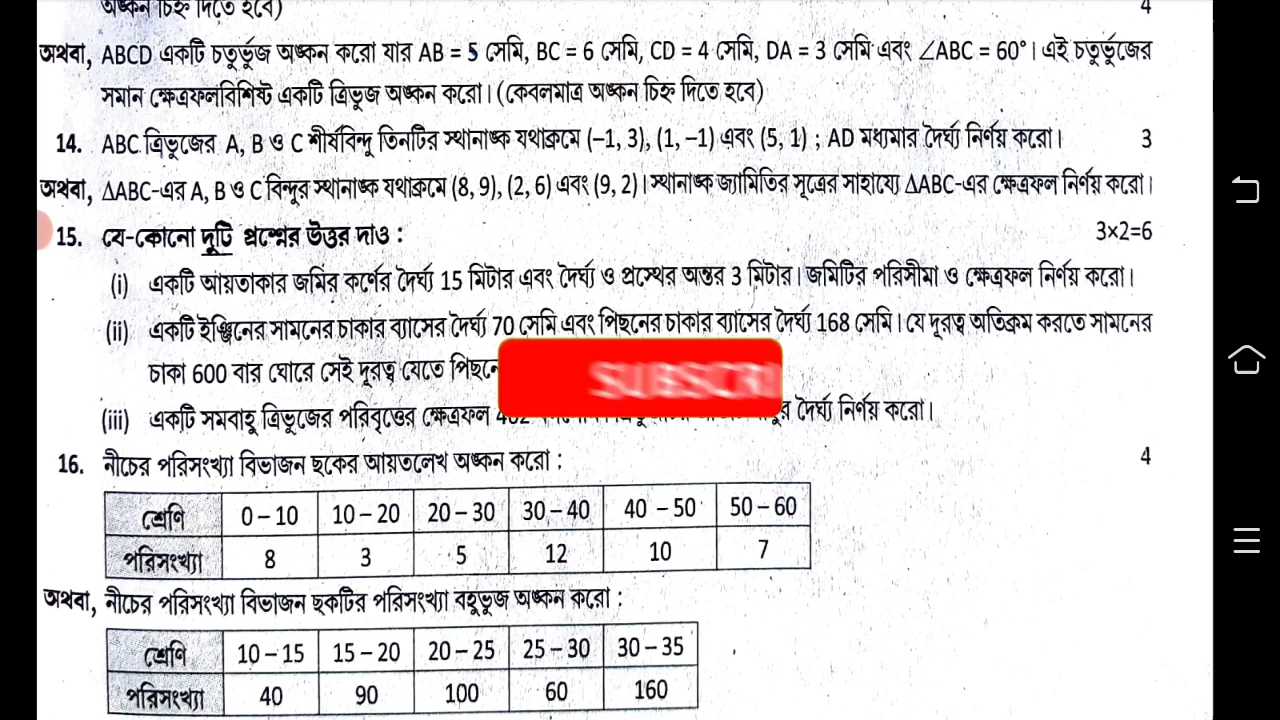 অঙ্কন চিহ্ন দিতে হবে) 4
অথবা, ABCD একটি চতুর্ভুজ অঙ্কন করো যার AB = 5 সেমি, BC = 6 সেমি, CD = 4 সেমি, DA = 3 সেমি এবং ∠ABC = 60°। এই চতুর্ভুজের
সমান ক্ষেত্রফলবিশিষ্ট একটি ত্রিভুজ অঙ্কন করো। (কেবলমাত্র অঙ্কন চিহ্ন দিতে হবে)
14. ABC ত্রিভুজের A, B ও C শীর্ষবিন্দু তিনটির স্থানাঙ্ক যথাক্রমে (−1, 3), (1, −1) এবং (5, 1) ; AD মধ্যমার দৈর্ঘ্য নির্ণয় করো। 3
অথবা, ΔABC-এর A, B ও C বিন্দুর স্থানাঙ্ক যথাক্রমে (8, 9), (2, 6) এবং (9, 2)। স্থানাঙ্ক জ্যামিতির সূত্রের সাহায্যে ΔABC-এর ক্ষেত্রফল নির্ণয় করো।
15. যে-কোনো দুটি প্রশ্নের উত্তর দাও : 3×2=6
(i) একটি আয়তাকার জমির কর্ণের দৈর্ঘ্য 15 মিটার এবং দৈর্ঘ্য ও প্রস্থের অন্তর 3 মিটার। জমিটির পরিসীমা ও ক্ষেত্রফল নির্ণয় করো।
(ii) একটি ইঞ্জিনের সামনের চাকার ব্যাসের দৈর্ঘ্য 70 সেমি এবং পিছনের চাকার ব্যাসের দৈর্ঘ্য 168 সেমি। যে দূরত্ব অতিক্রম করতে সামনের
চাকা 600 বার ঘোরে সেই দূরত্ব যেতে
(iii) একটি সমবাহু ত্রিভুজের পরিবৃত্তের ক্ষেত্রফল দৈর্ঘ্য নির্ণয় করো।
16. নীচের পরিসংখ্যা বিভাজন ছকের আয়তলেখ অঙ্কন করো : 4
শ্রেণি 0 – 10 10 – 20 20 – 30 30 – 40 40 – 50 50 – 60
পরিসংখ্যা 8 3 5 12 10 7
অথবা, নীচের পরিসংখ্যা বিভাজন ছকটির পরিসংখ্যা বহুভুজ অঙ্কন করো :
শ্রেণি 10 – 15 15 – 20 20 – 25 25 – 30 30 – 35
পরিসংখ্যা 40 90 100 60 160